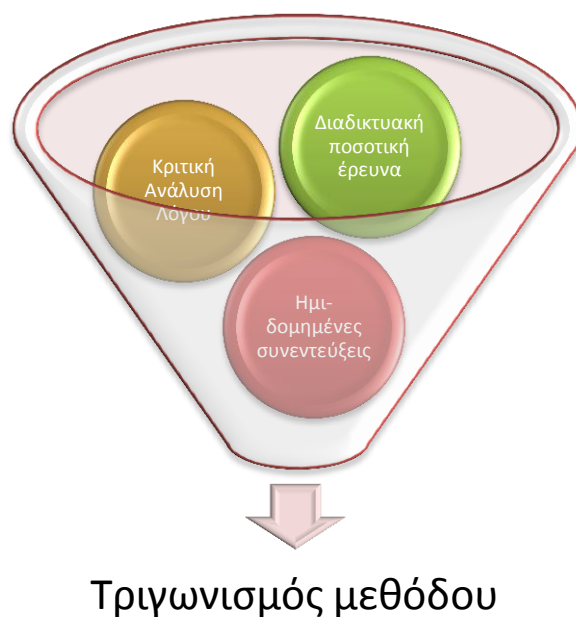 Κριτική
Ανάλυση
Λόγου
Διαδικτυακή
ποσοτική
έρευνα
Ημι-
δομημένες
συνεντεύξεις
Τριγωνισμός μεθόδου